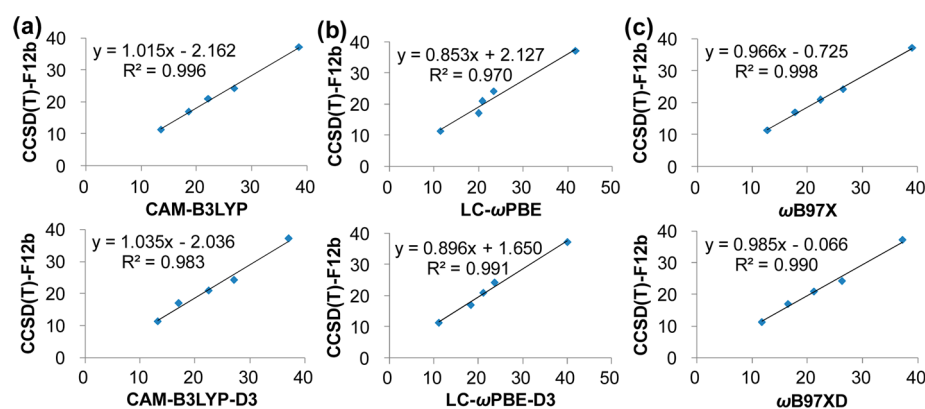 (a)
y = 1.015x - 2.162
R² = 0.996
CCSD(T)-F12b
40
30
20
10
0
0 10 20 30 40
CAM-B3LYP
(b)
y = 0.853x + 2.127
R² = 0.970
CCSD(T)-F12b
40
30
20
10
0
0 10 20 30 40 50
LC-ωPBE
(c)
y = 0.966x - 0.725
R² = 0.998
CCSD(T)-F12b
40
30
20
10
0
0 10 20 30 40
ωB97X
y = 1.035x - 2.036
R² = 0.983
CCSD(T)-F12b
40
30
20
10
0
0 10 20 30 40
CAM-B3LYP-D3
y = 0.896x + 1.650
R² = 0.991
CCSD(T)-F12b
40
30
20
10
0
0 10 20 30 40 50
LC-ωPBE-D3
y = 0.985x - 0.066
R² = 0.990
CCSD(T)-F12b
40
30
20
10
0
0 10 20 30 40
ωB97XD